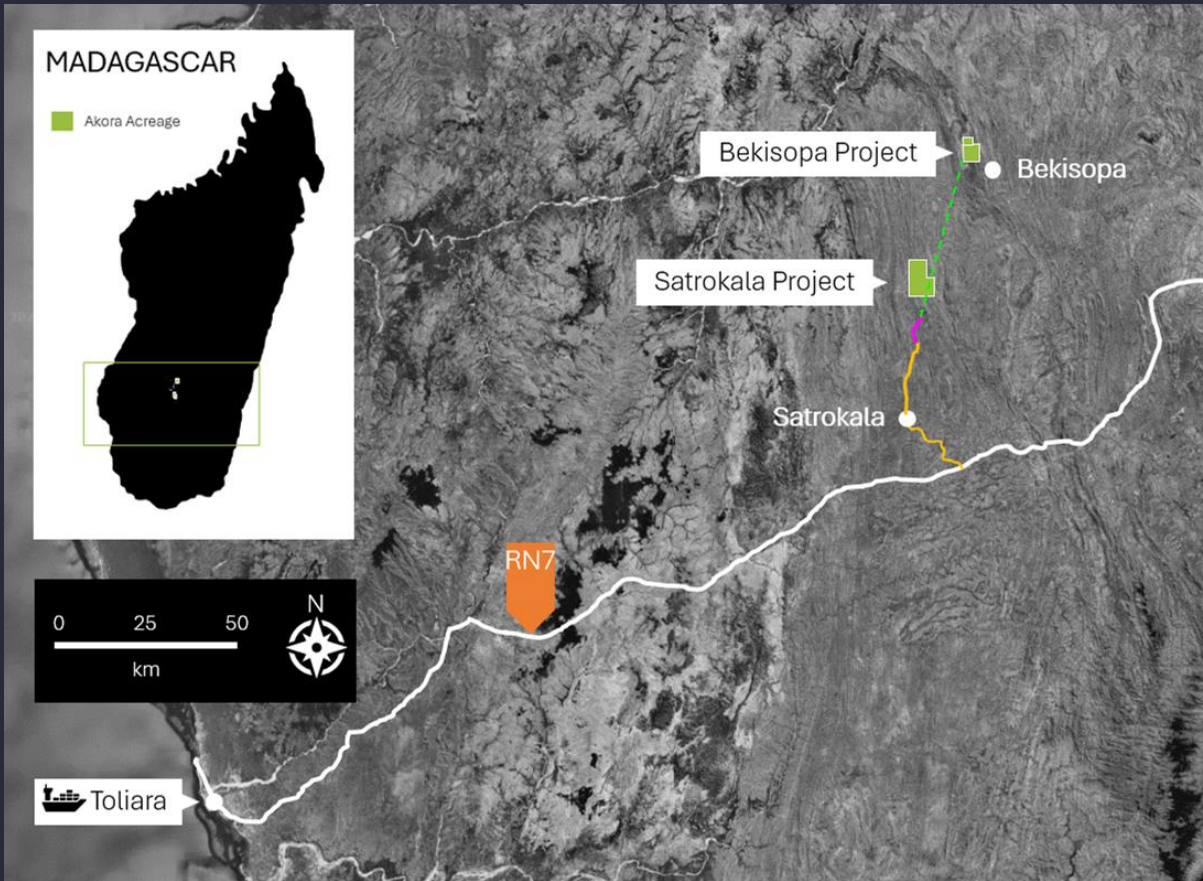 MADAGASCAR
Akora Acreage
Bekisopa Project
Bekisopa
Satrokala Project
Satrokala
RN7
0 25 50
km
N
Toliara